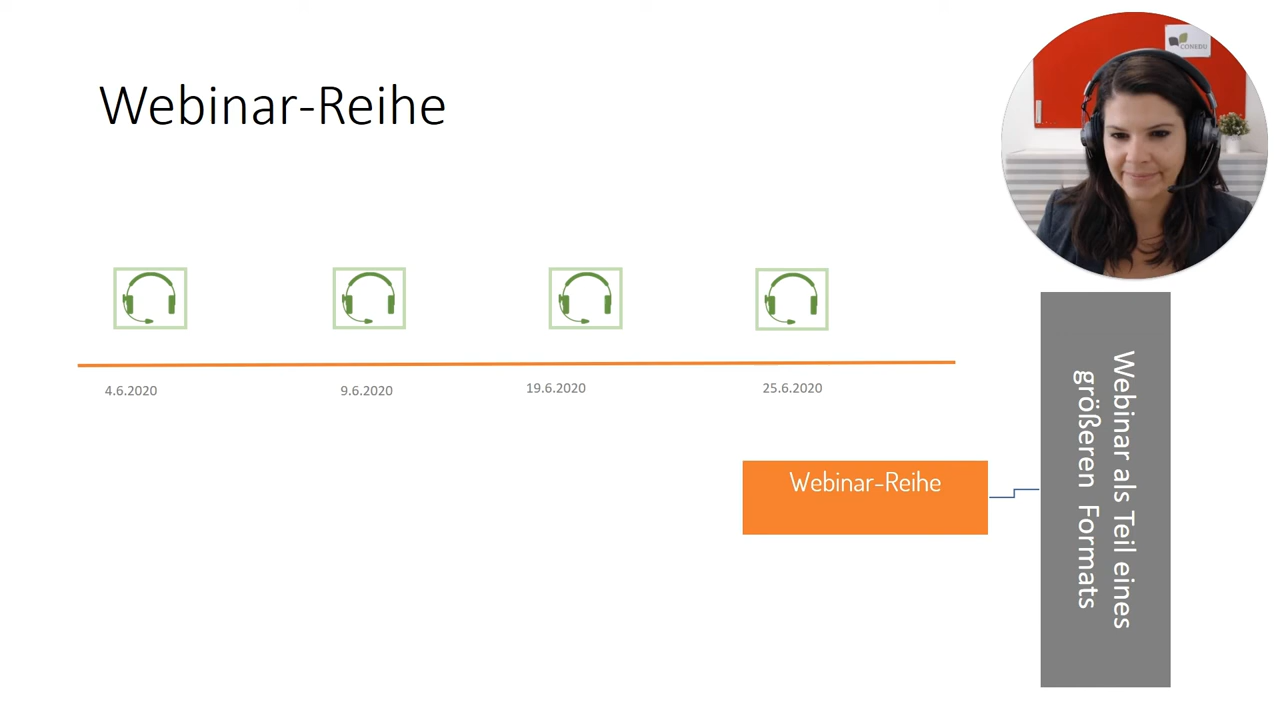 Webinar-Reihe
CONEDU
4.6.2020
9.6.2020
19.6.2020
25.6.2020
Webinar-Reihe
Webinar als Teil eines
größeren Formats